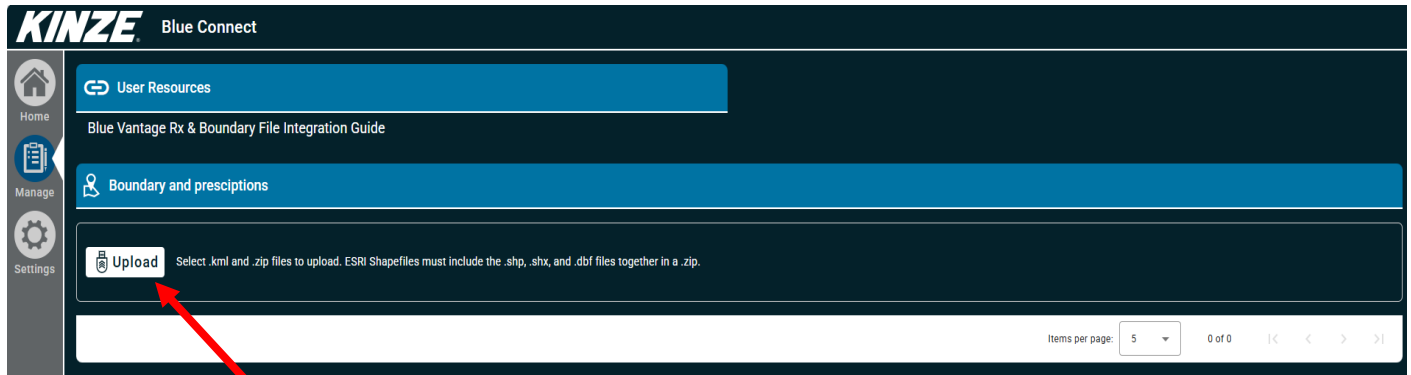 KINZE. Blue Connect
Home
Manage
Settings
User Resources
Blue Vantage Rx & Boundary File Integration Guide
Boundary and presciptions
Upload Select .kml and .zip files to upload. ESRI Shapefiles must include the .shp, .shx, and .dbf files together in a .zip.
Items per page: 5 0 of 0